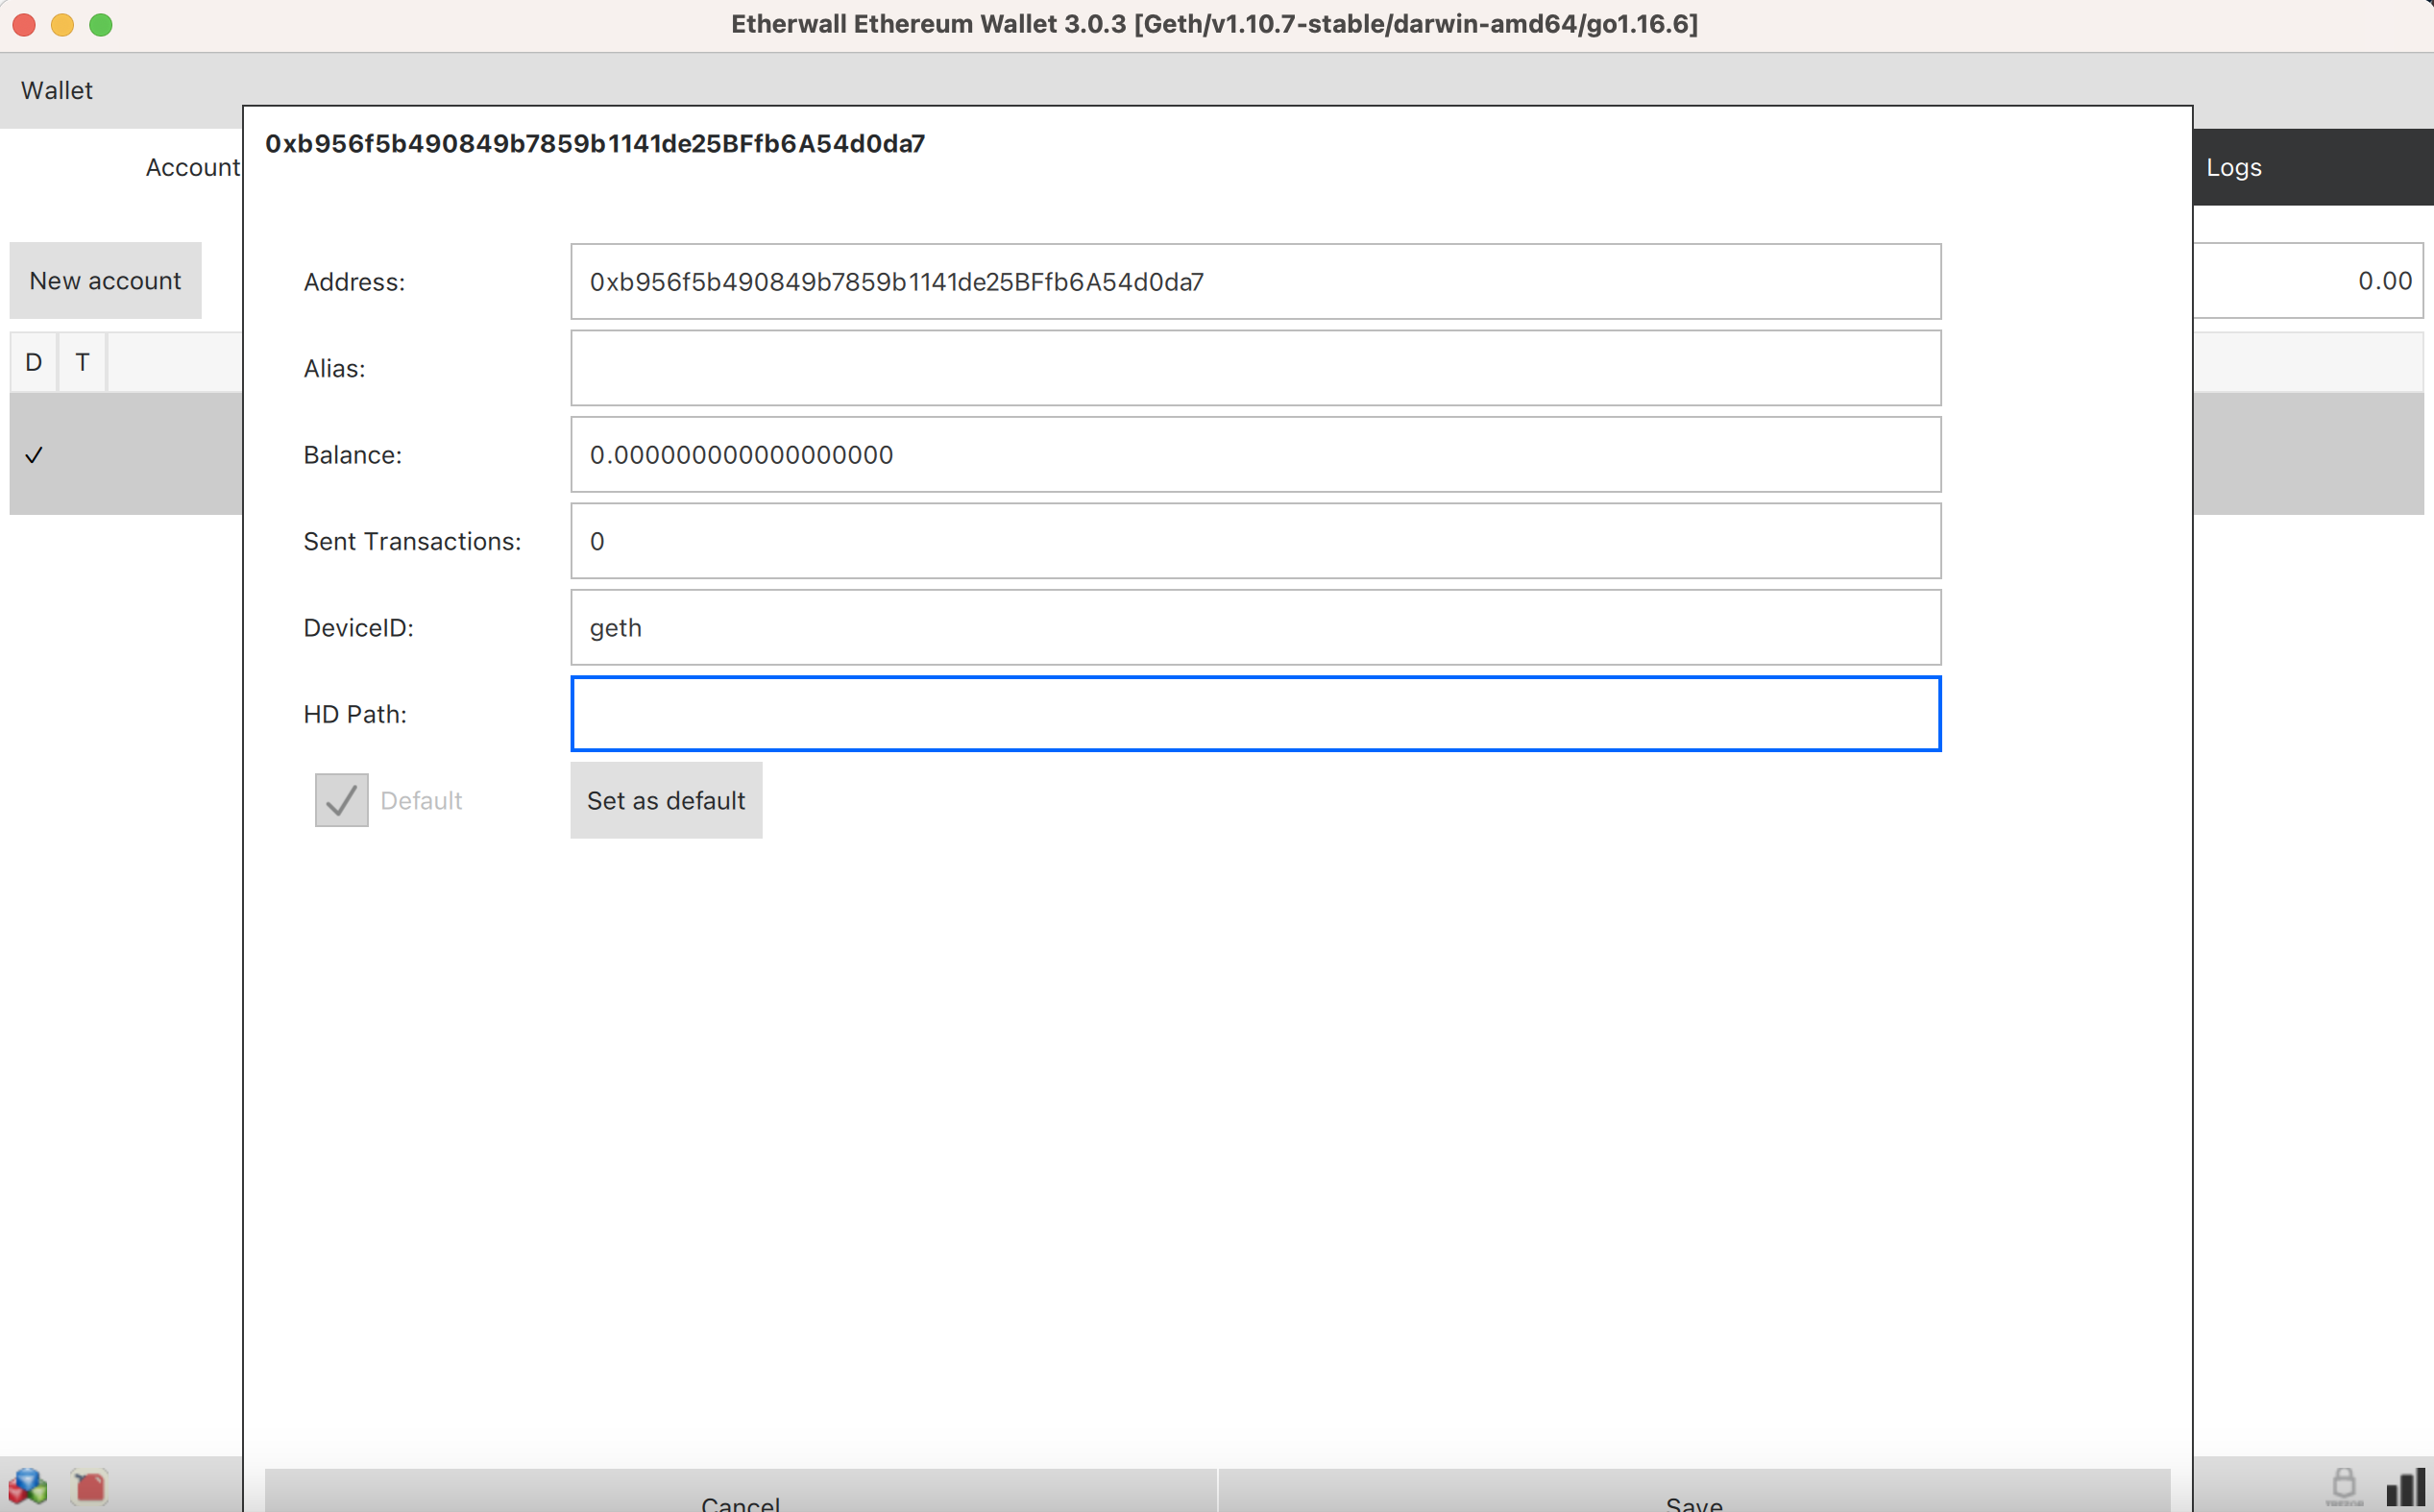 Etherwall Ethereum Wallet 3.0.3 [Geth/v1.10.7-stable/darwin-amd64/go1.16.6]
Wallet
0xb956f5b490849b7859b1141de25BFfb6A54d0da7
Account
Logs
Address: 0xb956f5b490849b7859b1141de25BFfb6A54d0da7
New account
0.00
D T
Alias:
Balance: 0.000000000000000000
✓
Sent Transactions: 0
DeviceID: geth
HD Path:
Default Set as default
Cancel Save
TREZOR